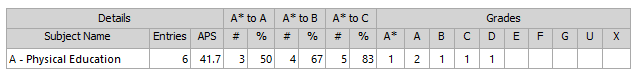 Details A* to A A* to B A* to C Grades
Subject Name Entries APS # % # % # % A* A B C D E F G U X
A - Physical Education 6 41.7 3 50 4 67 5 83 1 2 1 1 1